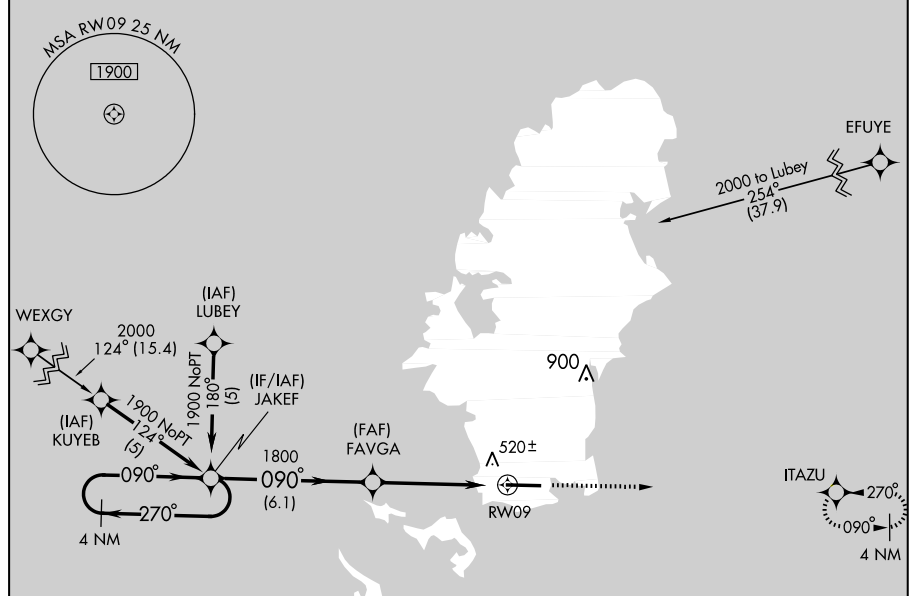 MSA RW09 25 NM
1900
EFUYE
2000 to Lubey
254°
(37.9)
(IAF)
LUBEY
WEXGY
2000
124° (15.4)
1900 NoPT
180°
(5)
(IF/IAF)
JAKEF
900
(IAF)
KUYEB
1900 NoPT
124°
(5)
(FAF)
FAVGA
520±
1800
090°
090°
(6.1)
270°
4 NM
RW09
ITAZU
270°
090°
4 NM